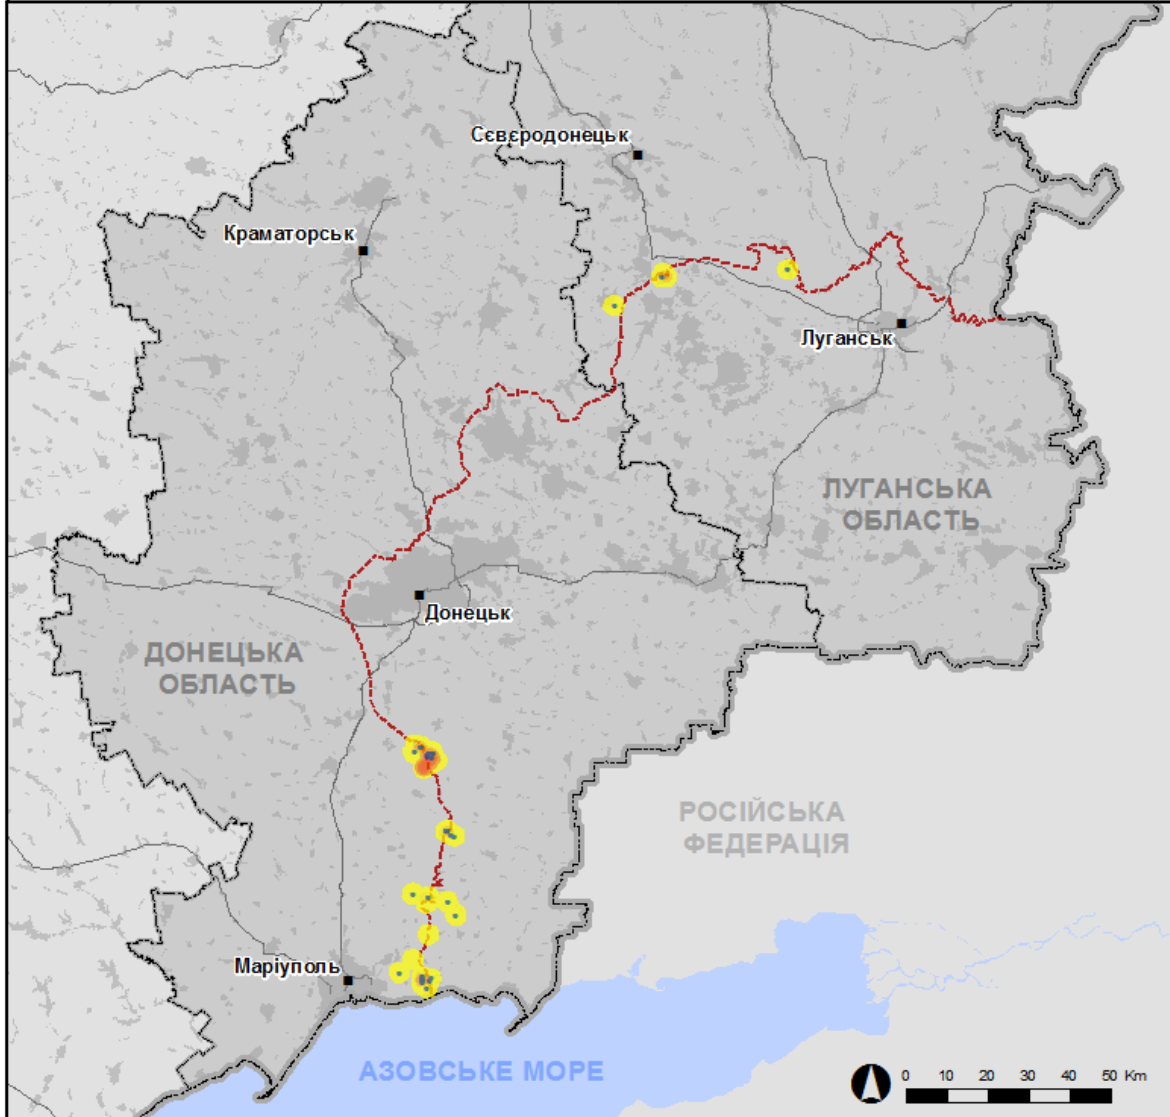 Сєвєродонецьк
Краматорськ
Луганськ
ЛУГАНСЬКА
ОБЛАСТЬ
Донецьк
ДОНЕЦЬКА
ОБЛАСТЬ
РОСІЙСЬКА
ФЕДЕРАЦІЯ
Маріуполь
АЗОВСЬКЕ МОРЕ
0 10 20 30 40 50 Km